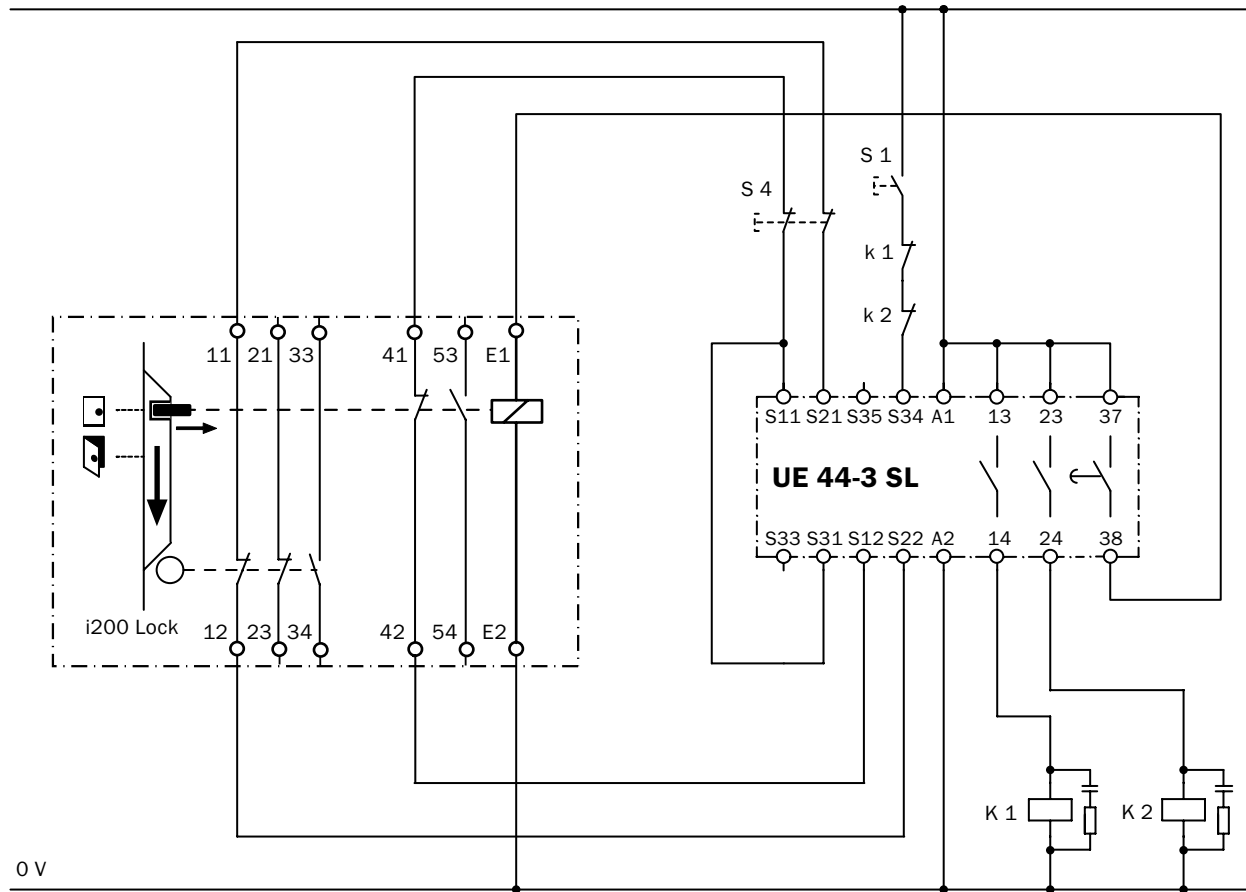 S 1
S 4
k 1
k 2
11 21 33 41 53 E1
S11 S21 S35 S34 A1 13 23 37
UE 44-3 SL
S33 S31 S12 S22 A2 14 24 38
i200 Lock
12 23 34 42 54 E2
K 1 K 2
0 V